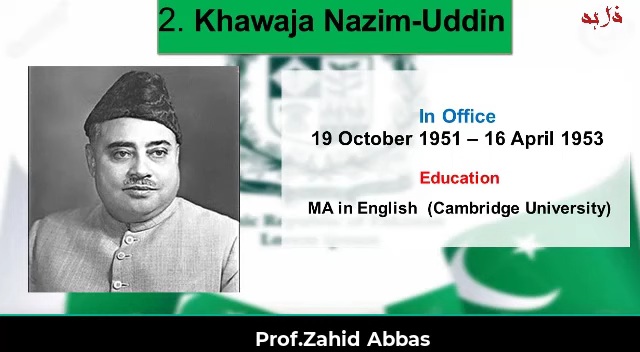 2. Khawaja Nazim-Uddin
In Office
19 October 1951 – 16 April 1953
Education
MA in English (Cambridge University)
Prof.Zahid Abbas